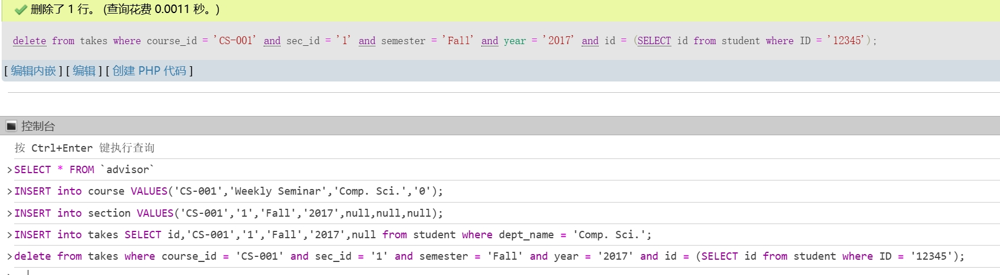 删除了 1 行。 (查询花费 0.0011 秒。)
delete from takes where course_id = 'CS-001' and sec_id = '1' and semester = 'Fall' and year = '2017' and id = (SELECT id from student where ID = '12345');
[ 编辑内嵌 ] [ 编辑 ] [ 创建 PHP 代码 ]
控制台
按 Ctrl+Enter 键执行查询
>SELECT * FROM `advisor`
>INSERT into course VALUES('CS-001','Weekly Seminar','Comp. Sci.','0');
>INSERT into section VALUES('CS-001','1','Fall','2017',null,null,null);
>INSERT into takes SELECT id,'CS-001','1','Fall','2017',null from student where dept_name = 'Comp. Sci.';
>delete from takes where course_id = 'CS-001' and sec_id = '1' and semester = 'Fall' and year = '2017' and id = (SELECT id from student where ID = '12345');
>